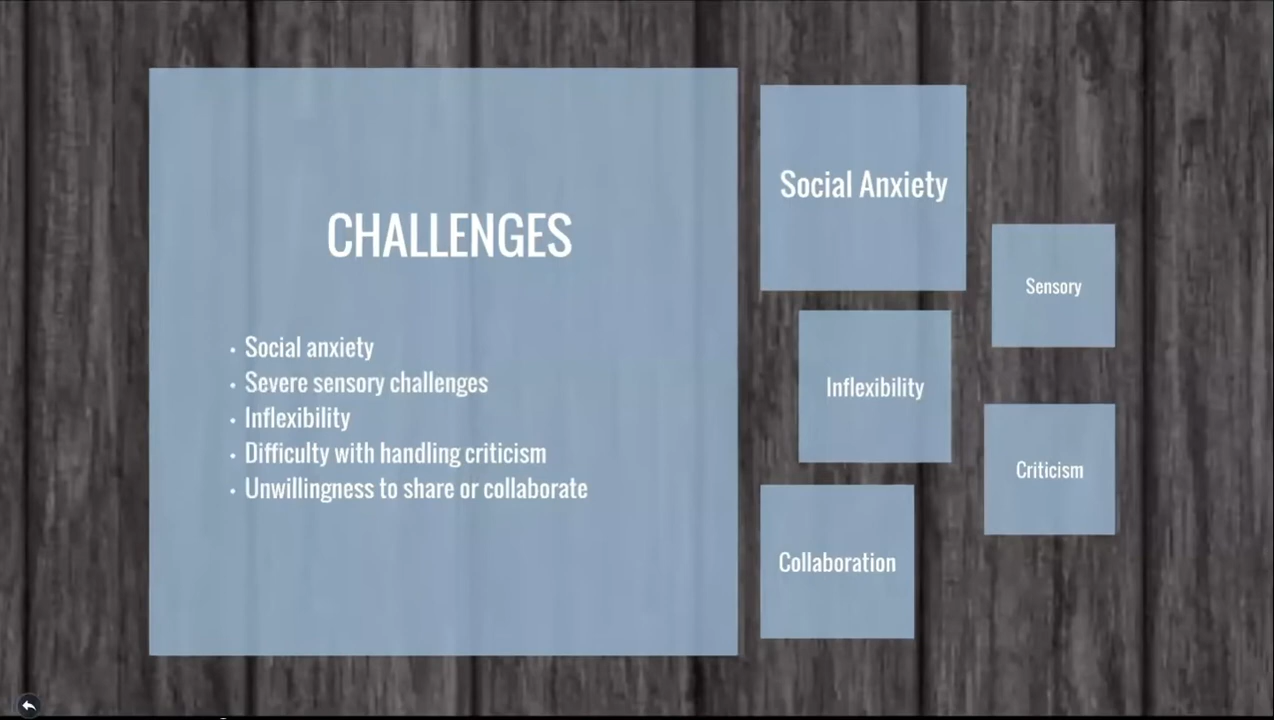 CHALLENGES
• Social anxiety
• Severe sensory challenges
• Inflexibility
• Difficulty with handling criticism
• Unwillingness to share or collaborate
Social Anxiety
Sensory
Inflexibility
Criticism
Collaboration